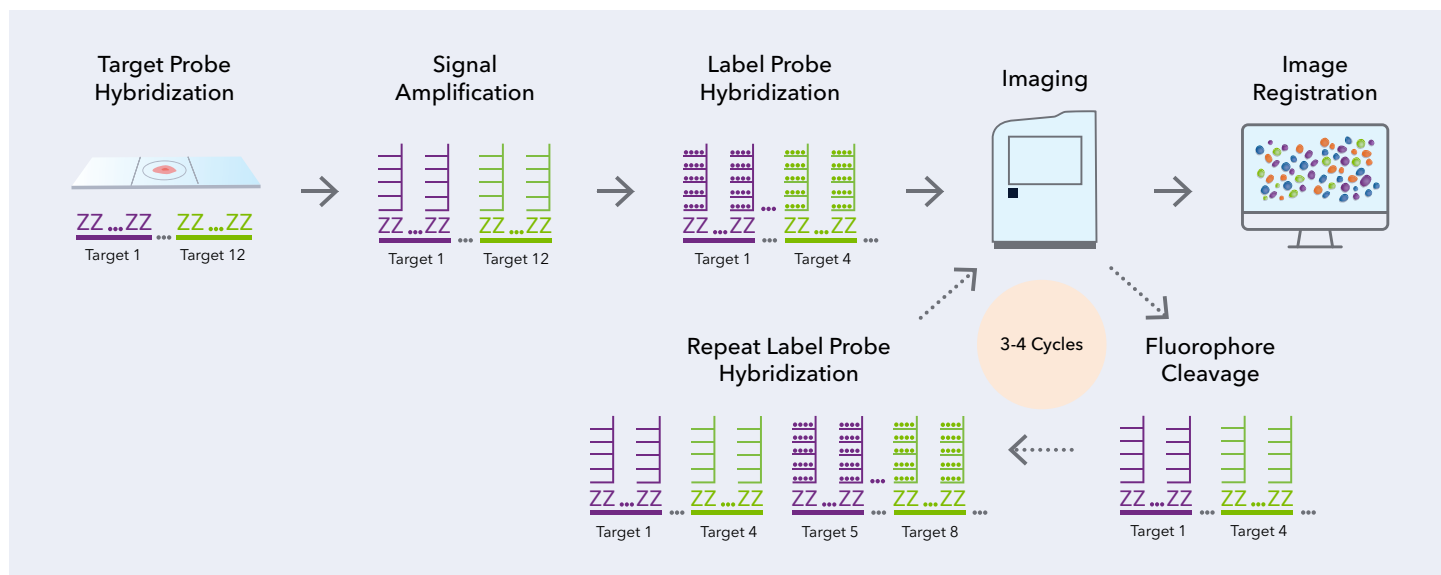 Target Probe
Hybridization
Signal
Amplification
Label Probe
Hybridization
Imaging
Image
Registration
ZZ ... ZZ ... ZZ ... ZZ
Target 1 Target 12
ZZ ... ZZ ... ZZ ... ZZ
Target 1 Target 12
ZZ ... ZZ ... ZZ ... ZZ ...
Target 1 Target 4
Repeat Label Probe
Hybridization
3-4 Cycles
Fluorophore
Cleavage
ZZ ... ZZ ... ZZ ... ZZ ZZ ... ZZ ... ZZ ... ZZ ...
Target 1 Target 4 Target 5 Target 8
ZZ ... ZZ ... ZZ ... ZZ ...
Target 1 Target 4